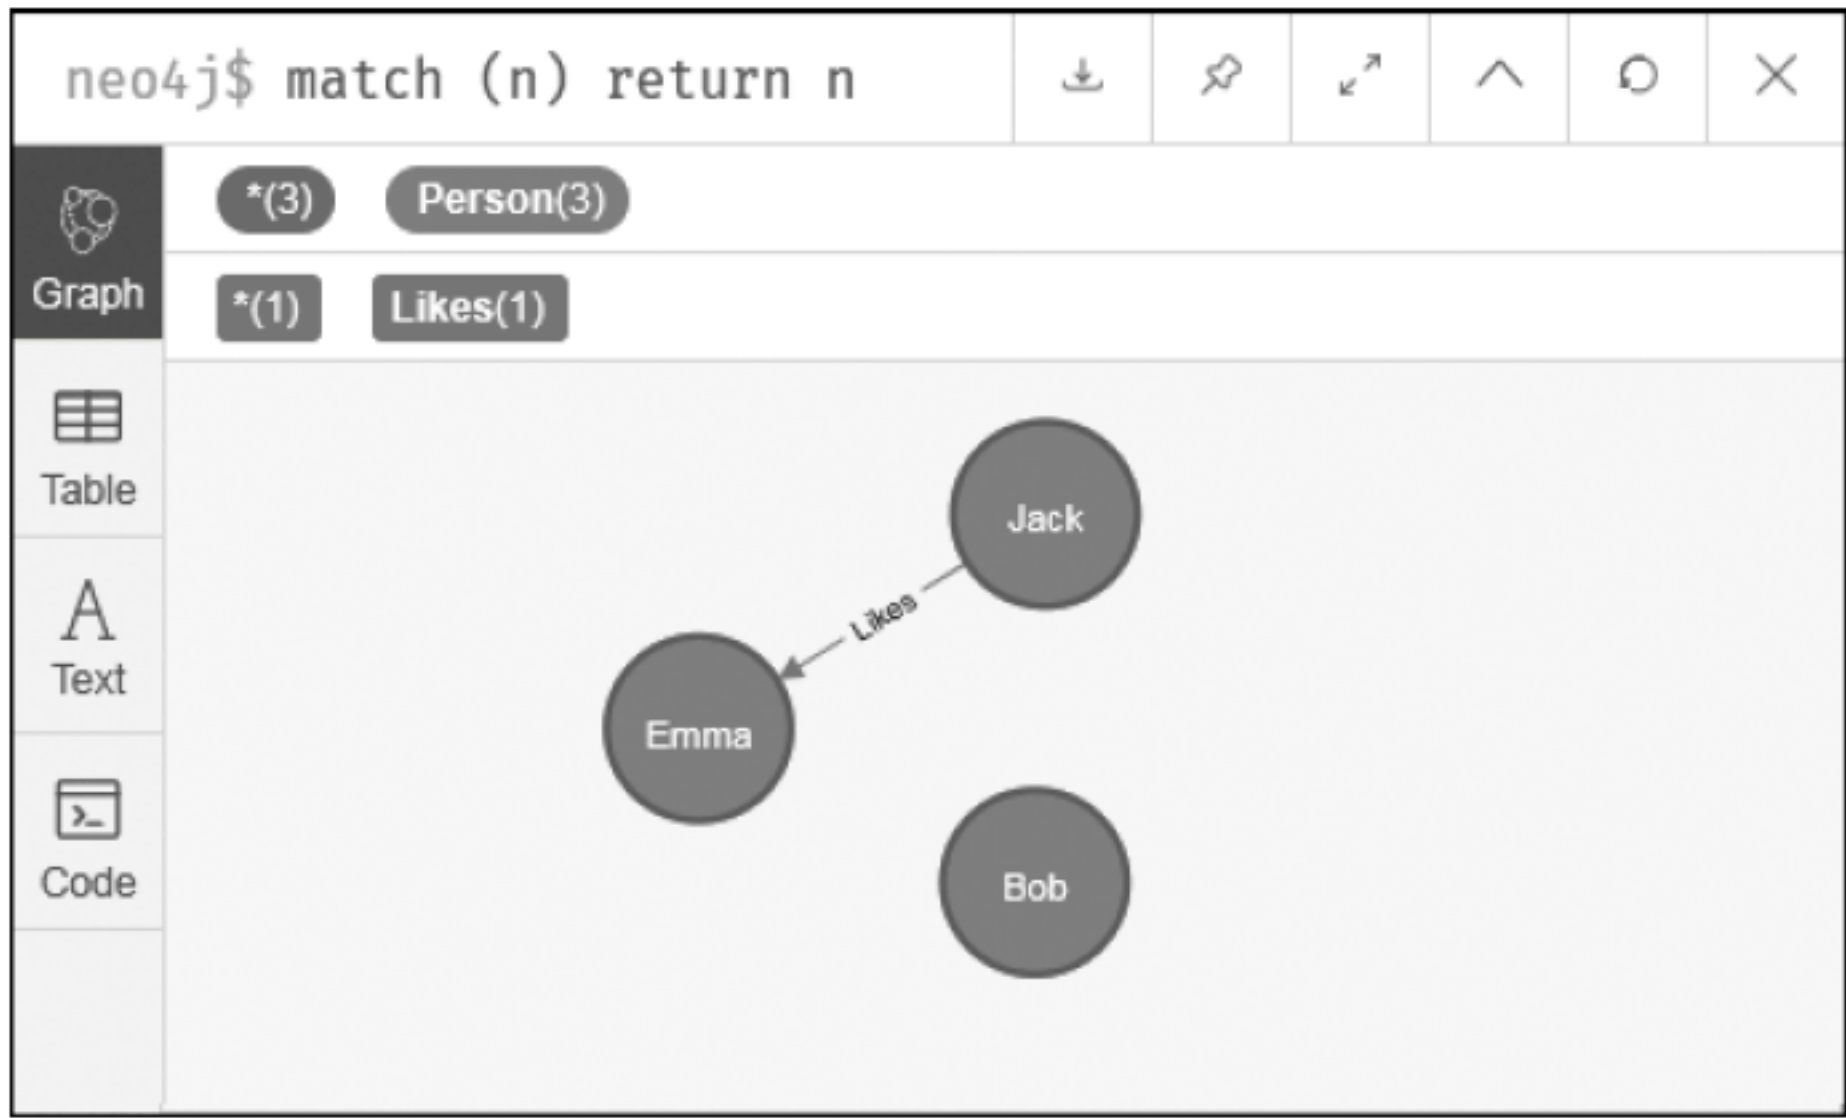 neo4j$ match (n) return n
*(3) Person(3)
Graph
*(1) Likes(1)
Table
Text
Code
Jack
Likes
Emma
Bob